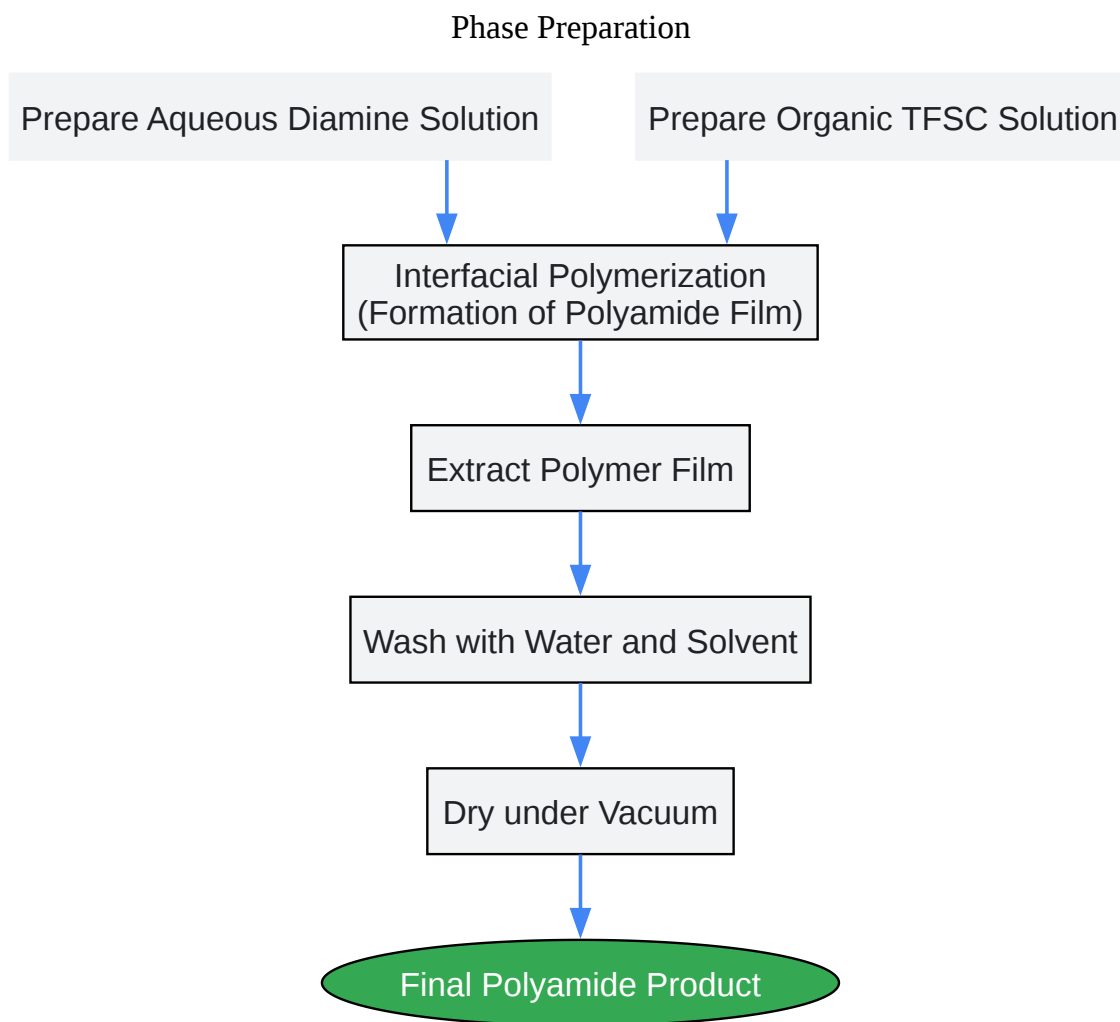 Phase Preparation
Prepare Aqueous Diamine Solution
Prepare Organic TFSC Solution
Interfacial Polymerization
(Formation of Polyamide Film)
Extract Polymer Film
Wash with Water and Solvent
Dry under Vacuum
Final Polyamide Product